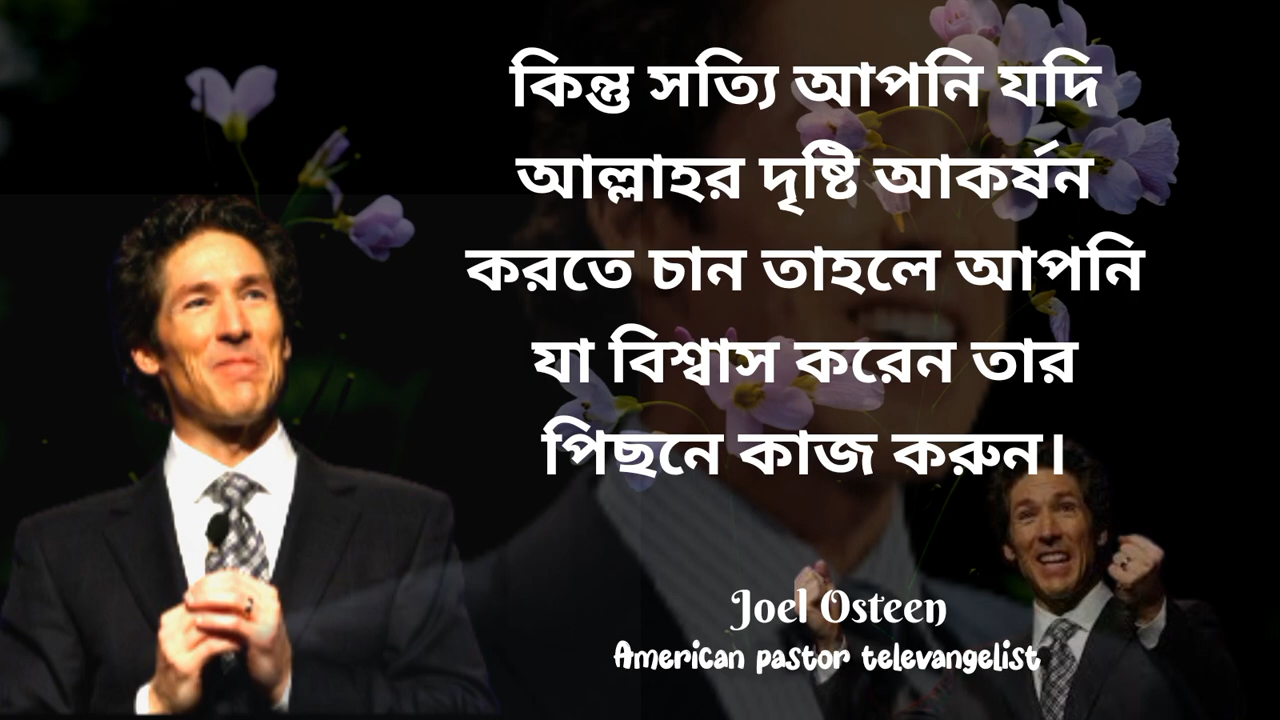 কিন্তু সত্যি আপনি যদি
আল্লাহর দৃষ্টি আকর্ষন
করতে চান তাহলে আপনি
যা বিশ্বাস করেন তার
পিছনে কাজ করুন।
Joel Osteen
American pastor televangelist